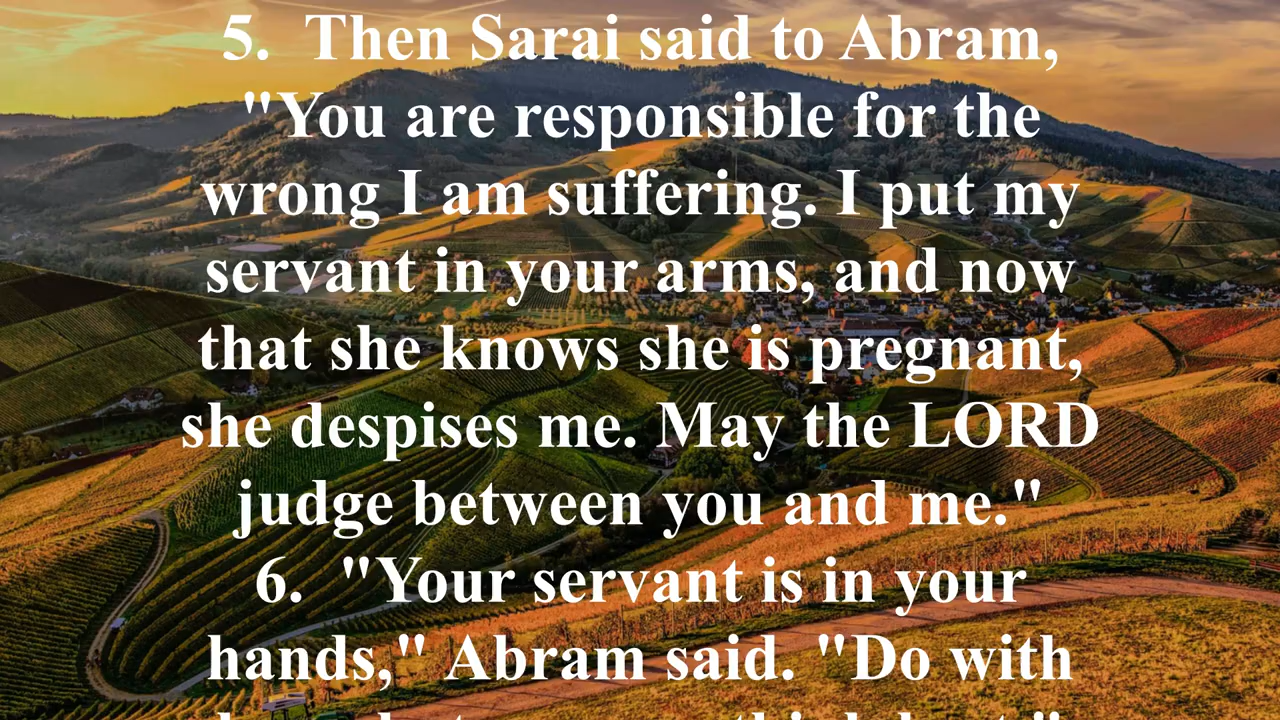 5. Then Sarai said to Abram,
"You are responsible for the
wrong I am suffering. I put my
servant in your arms, and now
that she knows she is pregnant,
she despises me. May the LORD
judge between you and me."
6. "Your servant is in your
hands," Abram said. "Do with